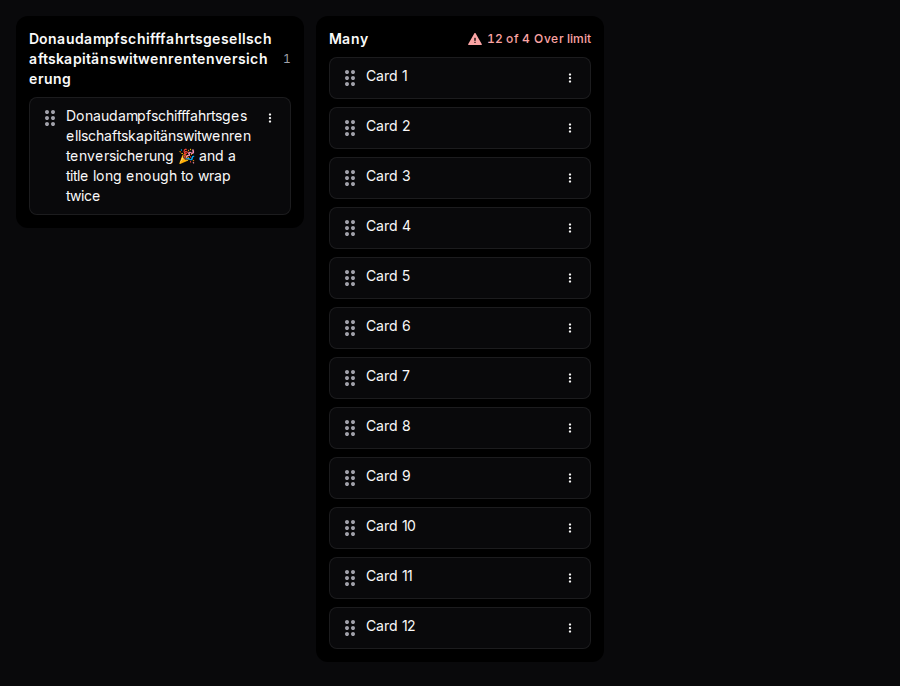 Donaudampfschifffahrtsgesellsch
aftskapitänswitwenrentenversich
erung
1
Donaudampfschifffahrtsges
ellschaftskapitänswitwenren
tenversicherung 🎉 and a
title long enough to wrap
twice
Many
12 of 4 Over limit
Card 1
Card 2
Card 3
Card 4
Card 5
Card 6
Card 7
Card 8
Card 9
Card 10
Card 11
Card 12